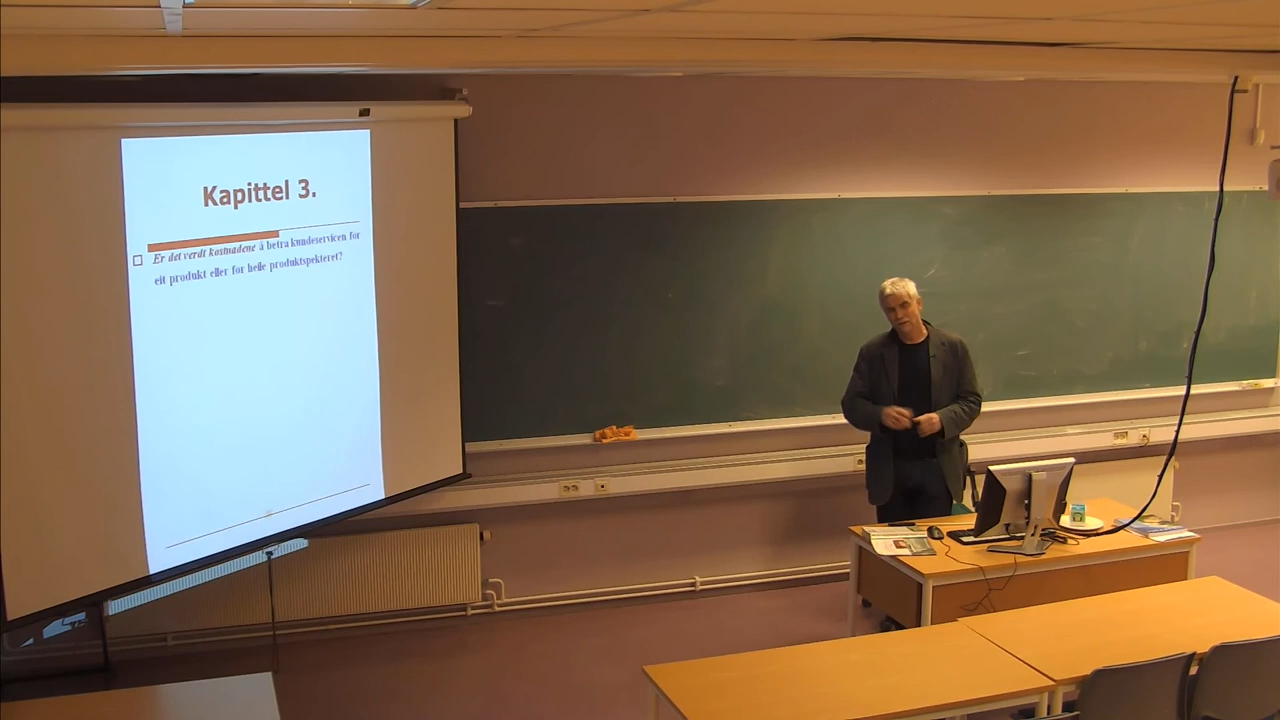 Kapittel 3.
Er det verdt kostnadene å betra kundeservicen for
eit produkt eller for heile produktspekteret?